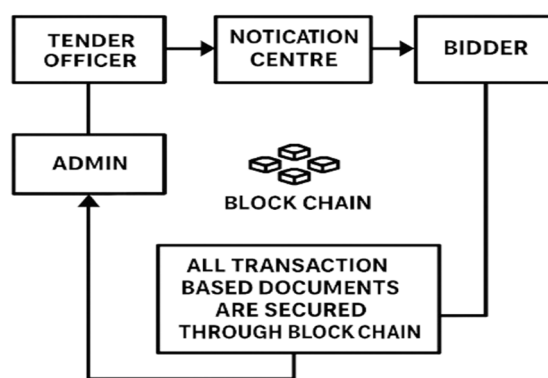 TENDER
OFFICER
NOTICATION
CENTRE
BIDDER
ADMIN
BLOCK CHAIN
ALL TRANSACTION
BASED DOCUMENTS
ARE SECURED
THROUGH BLOCK CHAIN